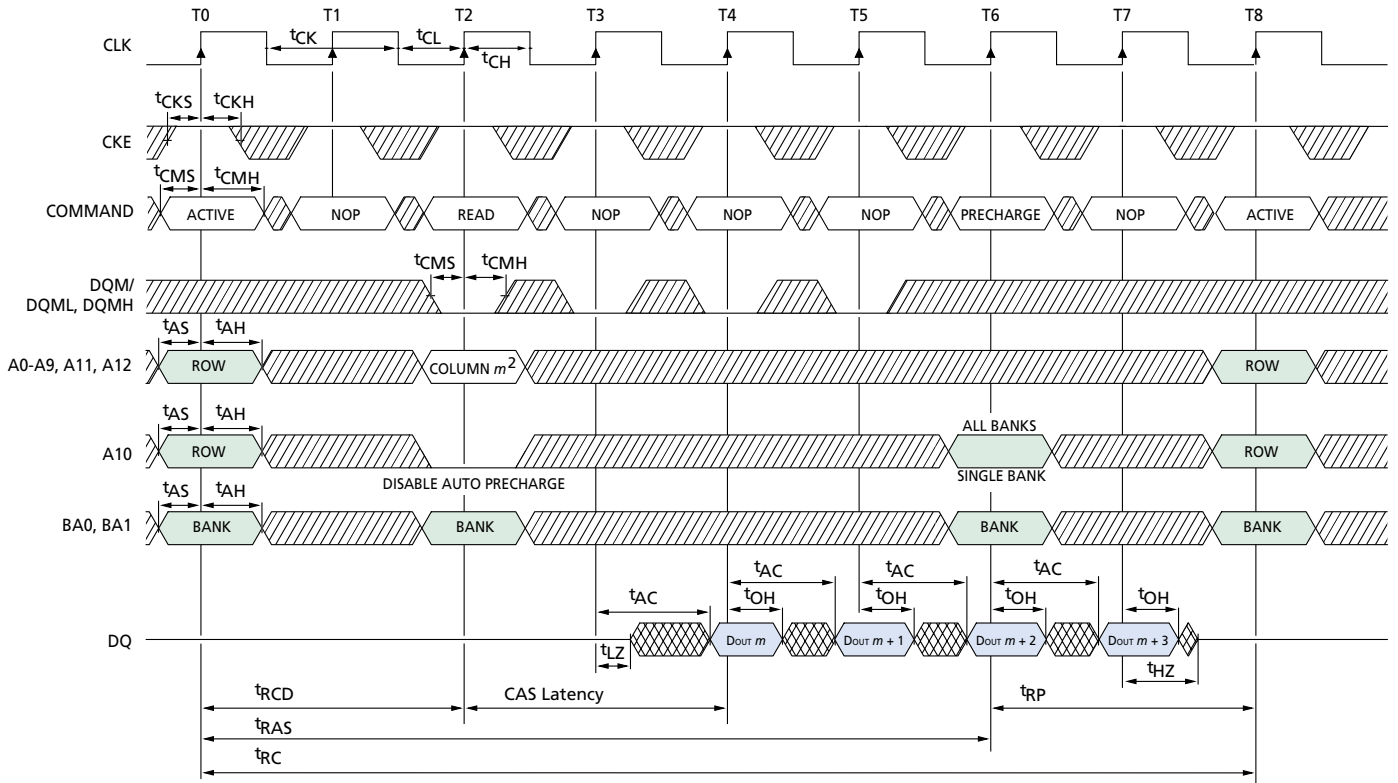 T0 T1 T2 T3 T4 T5 T6 T7 T8
CLK
tCK tCL
tCH
tCKS tCKH
CKE
tCMS tCMH
COMMAND ACTIVE NOP READ NOP NOP NOP PRECHARGE NOP ACTIVE
tCMS tCMH
DQM/
DQML, DQMH
tAS tAH
A0-A9, A11, A12 ROW COLUMN m2 ROW
tAS tAH ALL BANKS
A10 ROW ROW
DISABLE AUTO PRECHARGE SINGLE BANK
tAS tAH
BA0, BA1 BANK BANK BANK BANK
tAC tAC tAC
tAC tOH tOH tOH tOH
DQ DOUT m DOUT m + 1 DOUT m + 2 DOUT m + 3
tLZ tHZ
tRCD CAS Latency tRP
tRAS
tRC